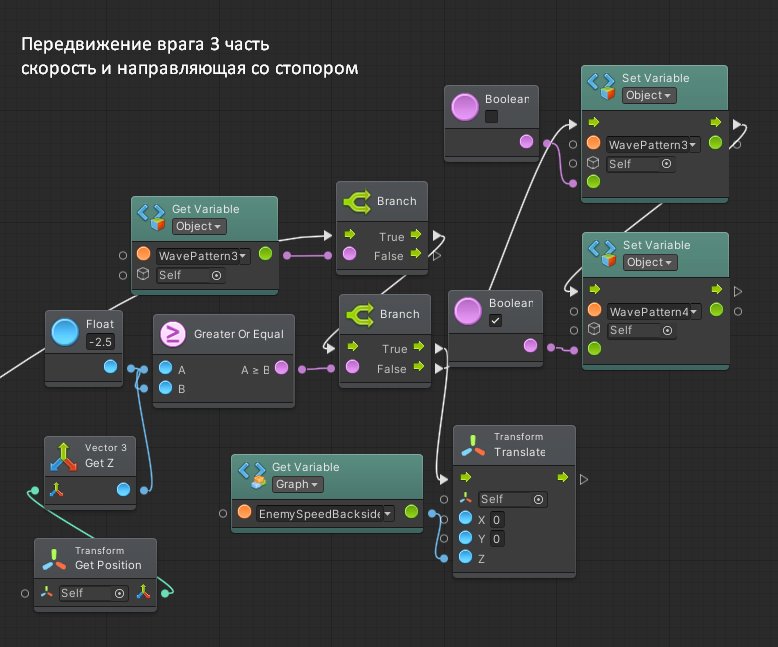 Передвижение врага 3 часть
скорость и направляющая со стопором
Set Variable
Object
WavePattern3
Self
Boolean
Get Variable
Object
WavePattern3
Self
Branch
True
False
Set Variable
Object
WavePattern4
Self
Boolean
Float
-2.5
Greater Or Equal
A
A ≥ B
B
Branch
True
False
Vector 3
Get Z
Get Variable
Graph
EnemySpeedBackside
Transform
Translate
Self
X 0
Y 0
Z
Transform
Get Position
Self